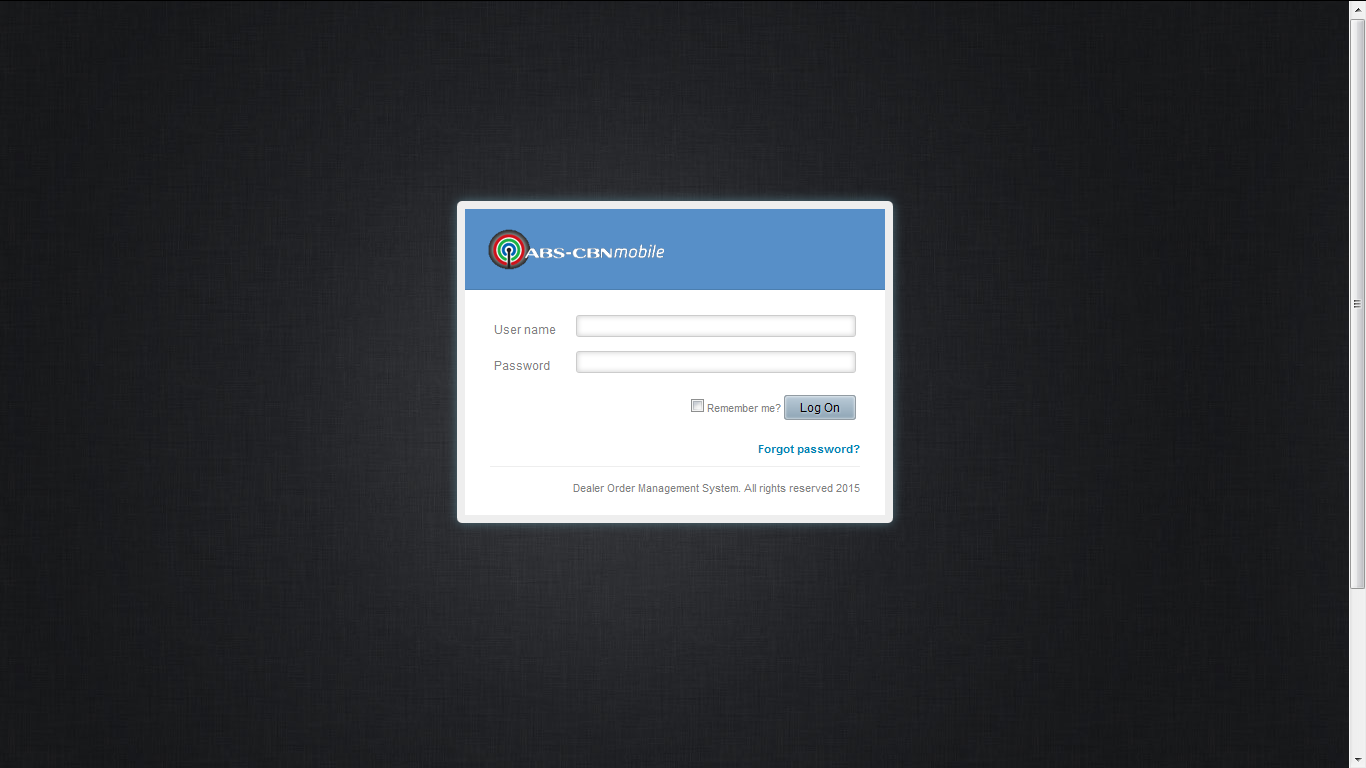 ABS-CBNmobile
User name
Password
Remember me? Log On
Forgot password?
Dealer Order Management System. All rights reserved 2015